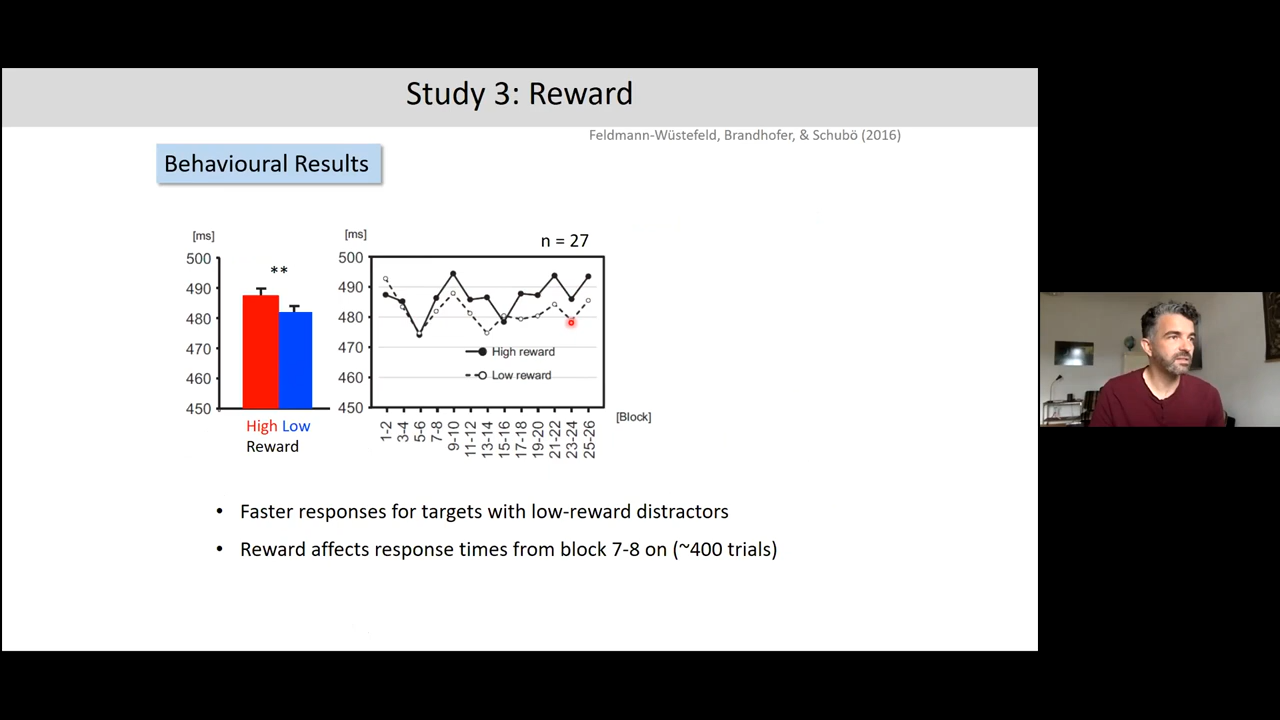 Study 3: Reward
Feldmann-Wüstefeld, Brandhofer, & Schubö (2016)
Behavioural Results
[ms]
500
490
480
470
460
450
**
High Low
Reward
[ms]
n = 27
500
490
480
470
460
450
High reward
Low reward
[Block]
1-2
3-4
5-6
7-8
9-10
11-12
13-14
15-16
17-18
19-20
21-22
23-24
25-26
• Faster responses for targets with low-reward distractors
• Reward affects response times from block 7-8 on (~400 trials)